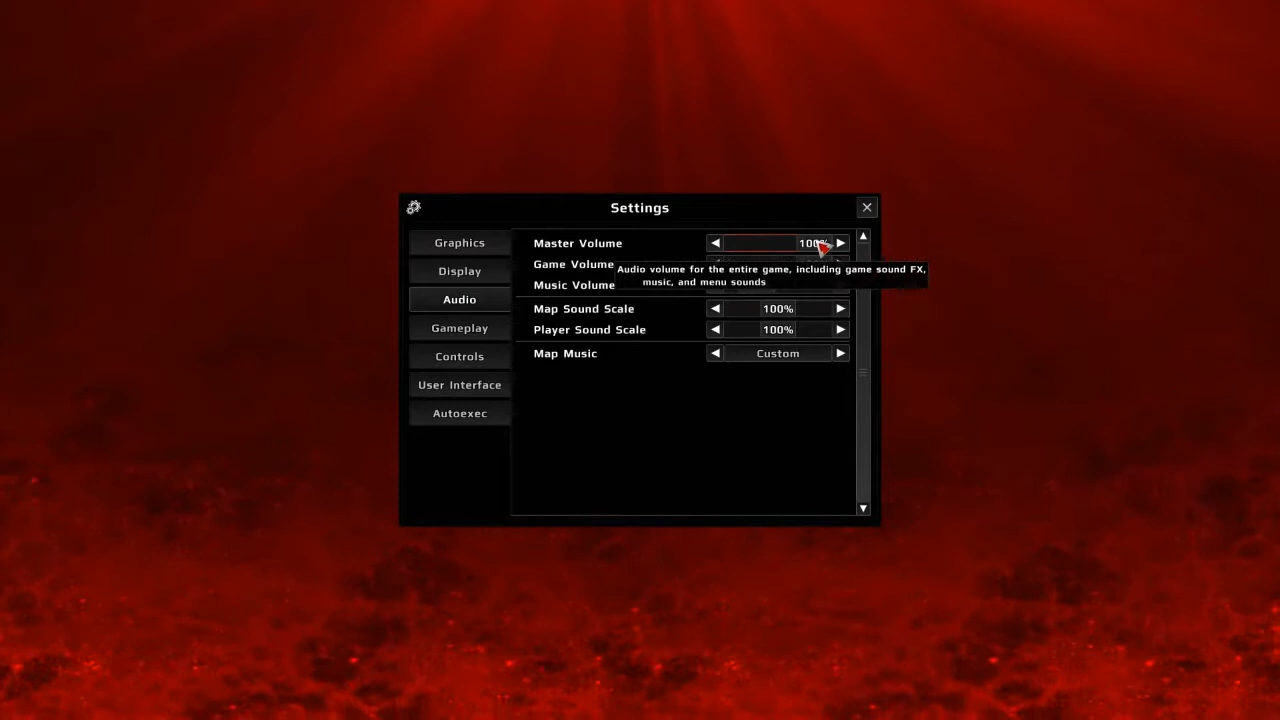 Settings
Graphics
Display
Audio
Gameplay
Controls
User Interface
Autoexec
Master Volume 100%
Game Volume
Audio volume for the entire game, including game sound FX,
music, and menu sounds
Music Volume
Map Sound Scale 100%
Player Sound Scale 100%
Map Music Custom